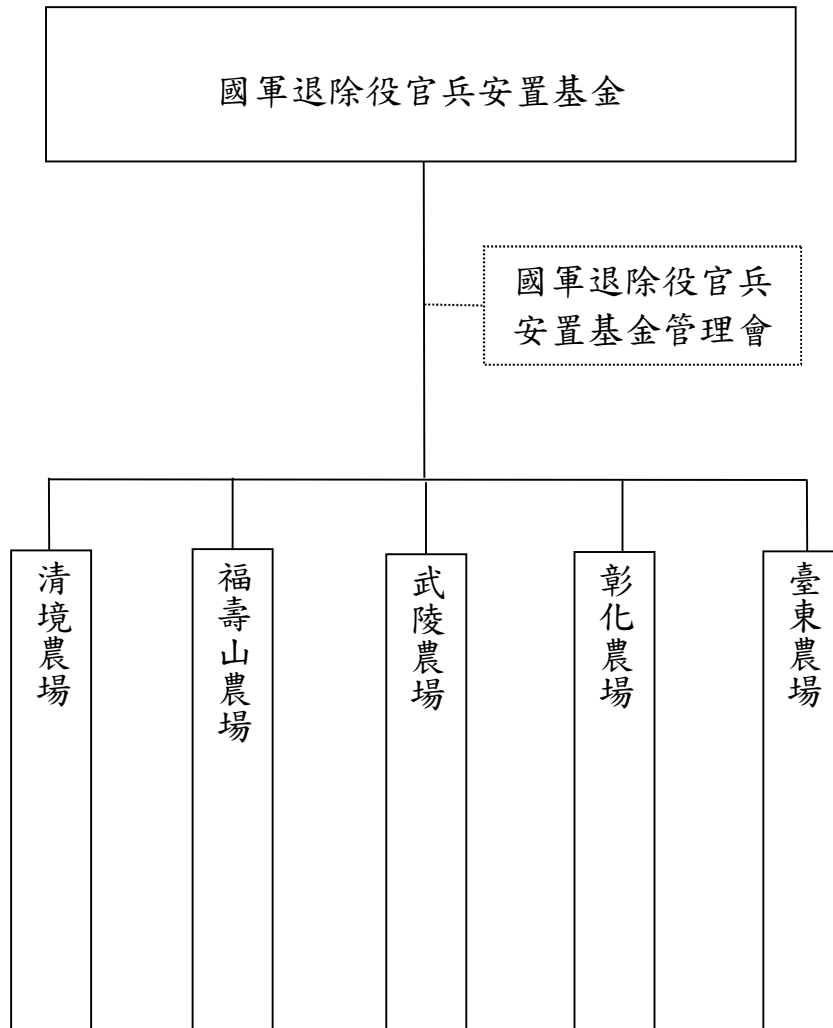 國軍退除役官兵安置基金
國軍退除役官兵
安置基金管理會
清境農場
福壽山農場
武陵農場
彰化農場
臺東農場